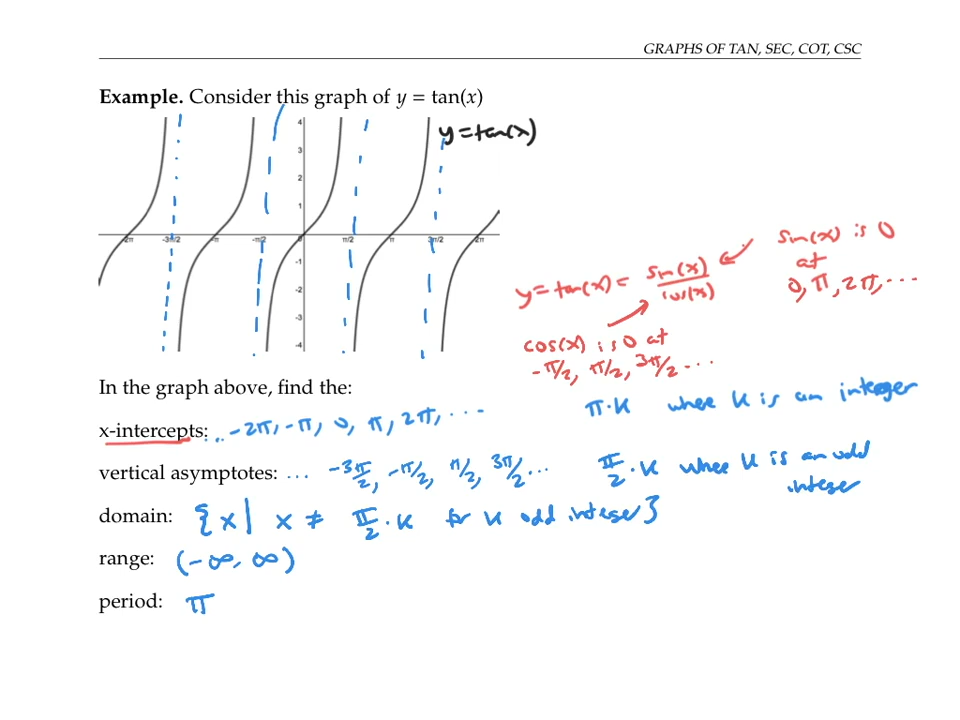 GRAPHS OF TAN, SEC, COT, CSC
Example. Consider this graph of y = tan(x)
y = tan(x)
4
3
2
1
-2π -3π/2 -π -π/2 0 π/2 π 3π/2 2π
-1
-2
-3
-4
sin(x) is 0
at
0, π, 2π, ...
y = tan(x) = sin(x)/cos(x)
cos(x) is 0 at
-π/2, π/2, 3π/2 ...
In the graph above, find the:
x-intercepts: .. -2π, -π, 0, π, 2π, ... π·k where k is an integer
vertical asymptotes: ... -3π/2, -π/2, π/2, 3π/2 ... π/2·k where k is an odd
integer
domain: {x | x ≠ π/2·k for k odd integer}
range: (-∞, ∞)
period: π